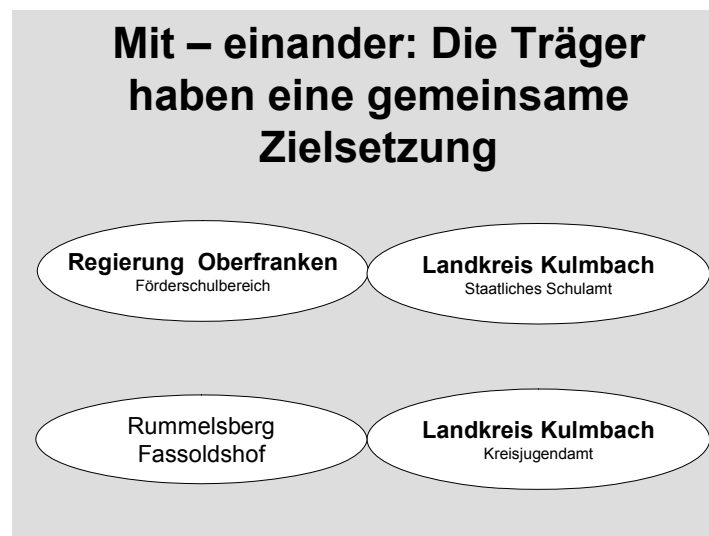 Mit – einander: Die Träger
haben eine gemeinsame
Zielsetzung
Regierung Oberfranken
Förderschulbereich
Landkreis Kulmbach
Staatliches Schulamt
Rummelsberg
Fassoldshof
Landkreis Kulmbach
Kreisjugendamt